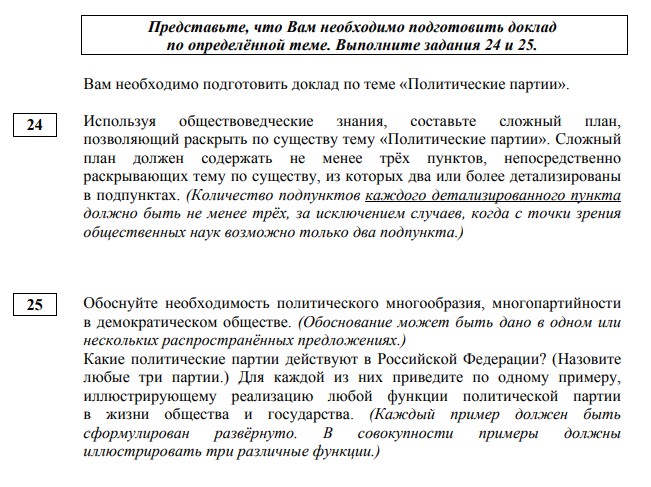 Представьте, что Вам необходимо подготовить доклад
по определённой теме. Выполните задания 24 и 25.
Вам необходимо подготовить доклад по теме «Политические партии».
24
Используя обществоведческие знания, составьте сложный план,
позволяющий раскрыть по существу тему «Политические партии». Сложный
план должен содержать не менее трёх пунктов, непосредственно
раскрывающих тему по существу, из которых два или более детализированы
в подпунктах. (Количество подпунктов каждого детализированного пункта
должно быть не менее трёх, за исключением случаев, когда с точки зрения
общественных наук возможно только два подпункта.)
25
Обоснуйте необходимость политического многообразия, многопартийности
в демократическом обществе. (Обоснование может быть дано в одном или
нескольких распространённых предложениях.)
Какие политические партии действуют в Российской Федерации? (Назовите
любые три партии.) Для каждой из них приведите по одному примеру,
иллюстрирующему реализацию любой функции политической партии
в жизни общества и государства. (Каждый пример должен быть
сформулирован развёрнуто. В совокупности примеры должны
иллюстрировать три различные функции.)